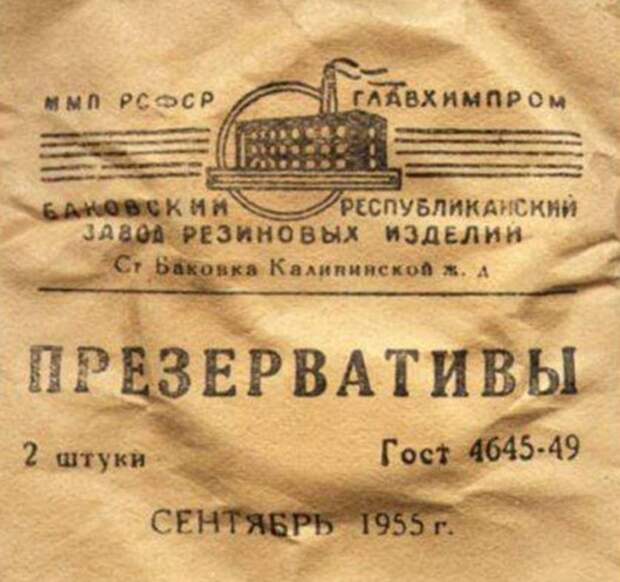 ММП РСФСР ГЛАВХИМПРОМ
БАКОВСКИЙ РЕСПУБЛИКАНСКИЙ
ЗАВОД РЕЗИНОВЫХ ИЗДЕЛИЙ
Ст Баковка Калининской ж. д
ПРЕЗЕРВАТИВЫ
2 штуки Гост 4645-49
СЕНТЯБРЬ 1955 г.